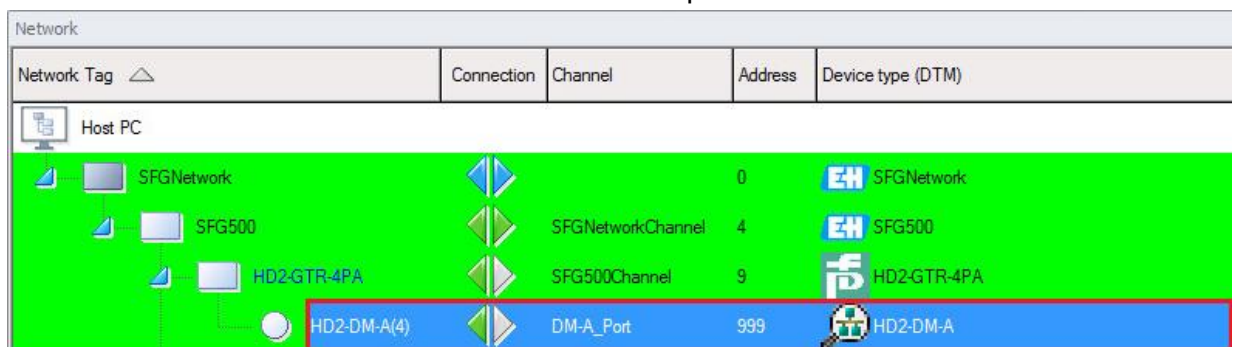 Network
Network Tag Connection Channel Address Device type (DTM)
Host PC
SFGNetwork 0 E+H SFGNetwork
SFG500 SFGNetworkChannel 4 E+H SFG500
HD2-GTR-4PA SFG500Channel 9 HD2-GTR-4PA
HD2-DM-A(4) DM-A_Port 999 HD2-DM-A